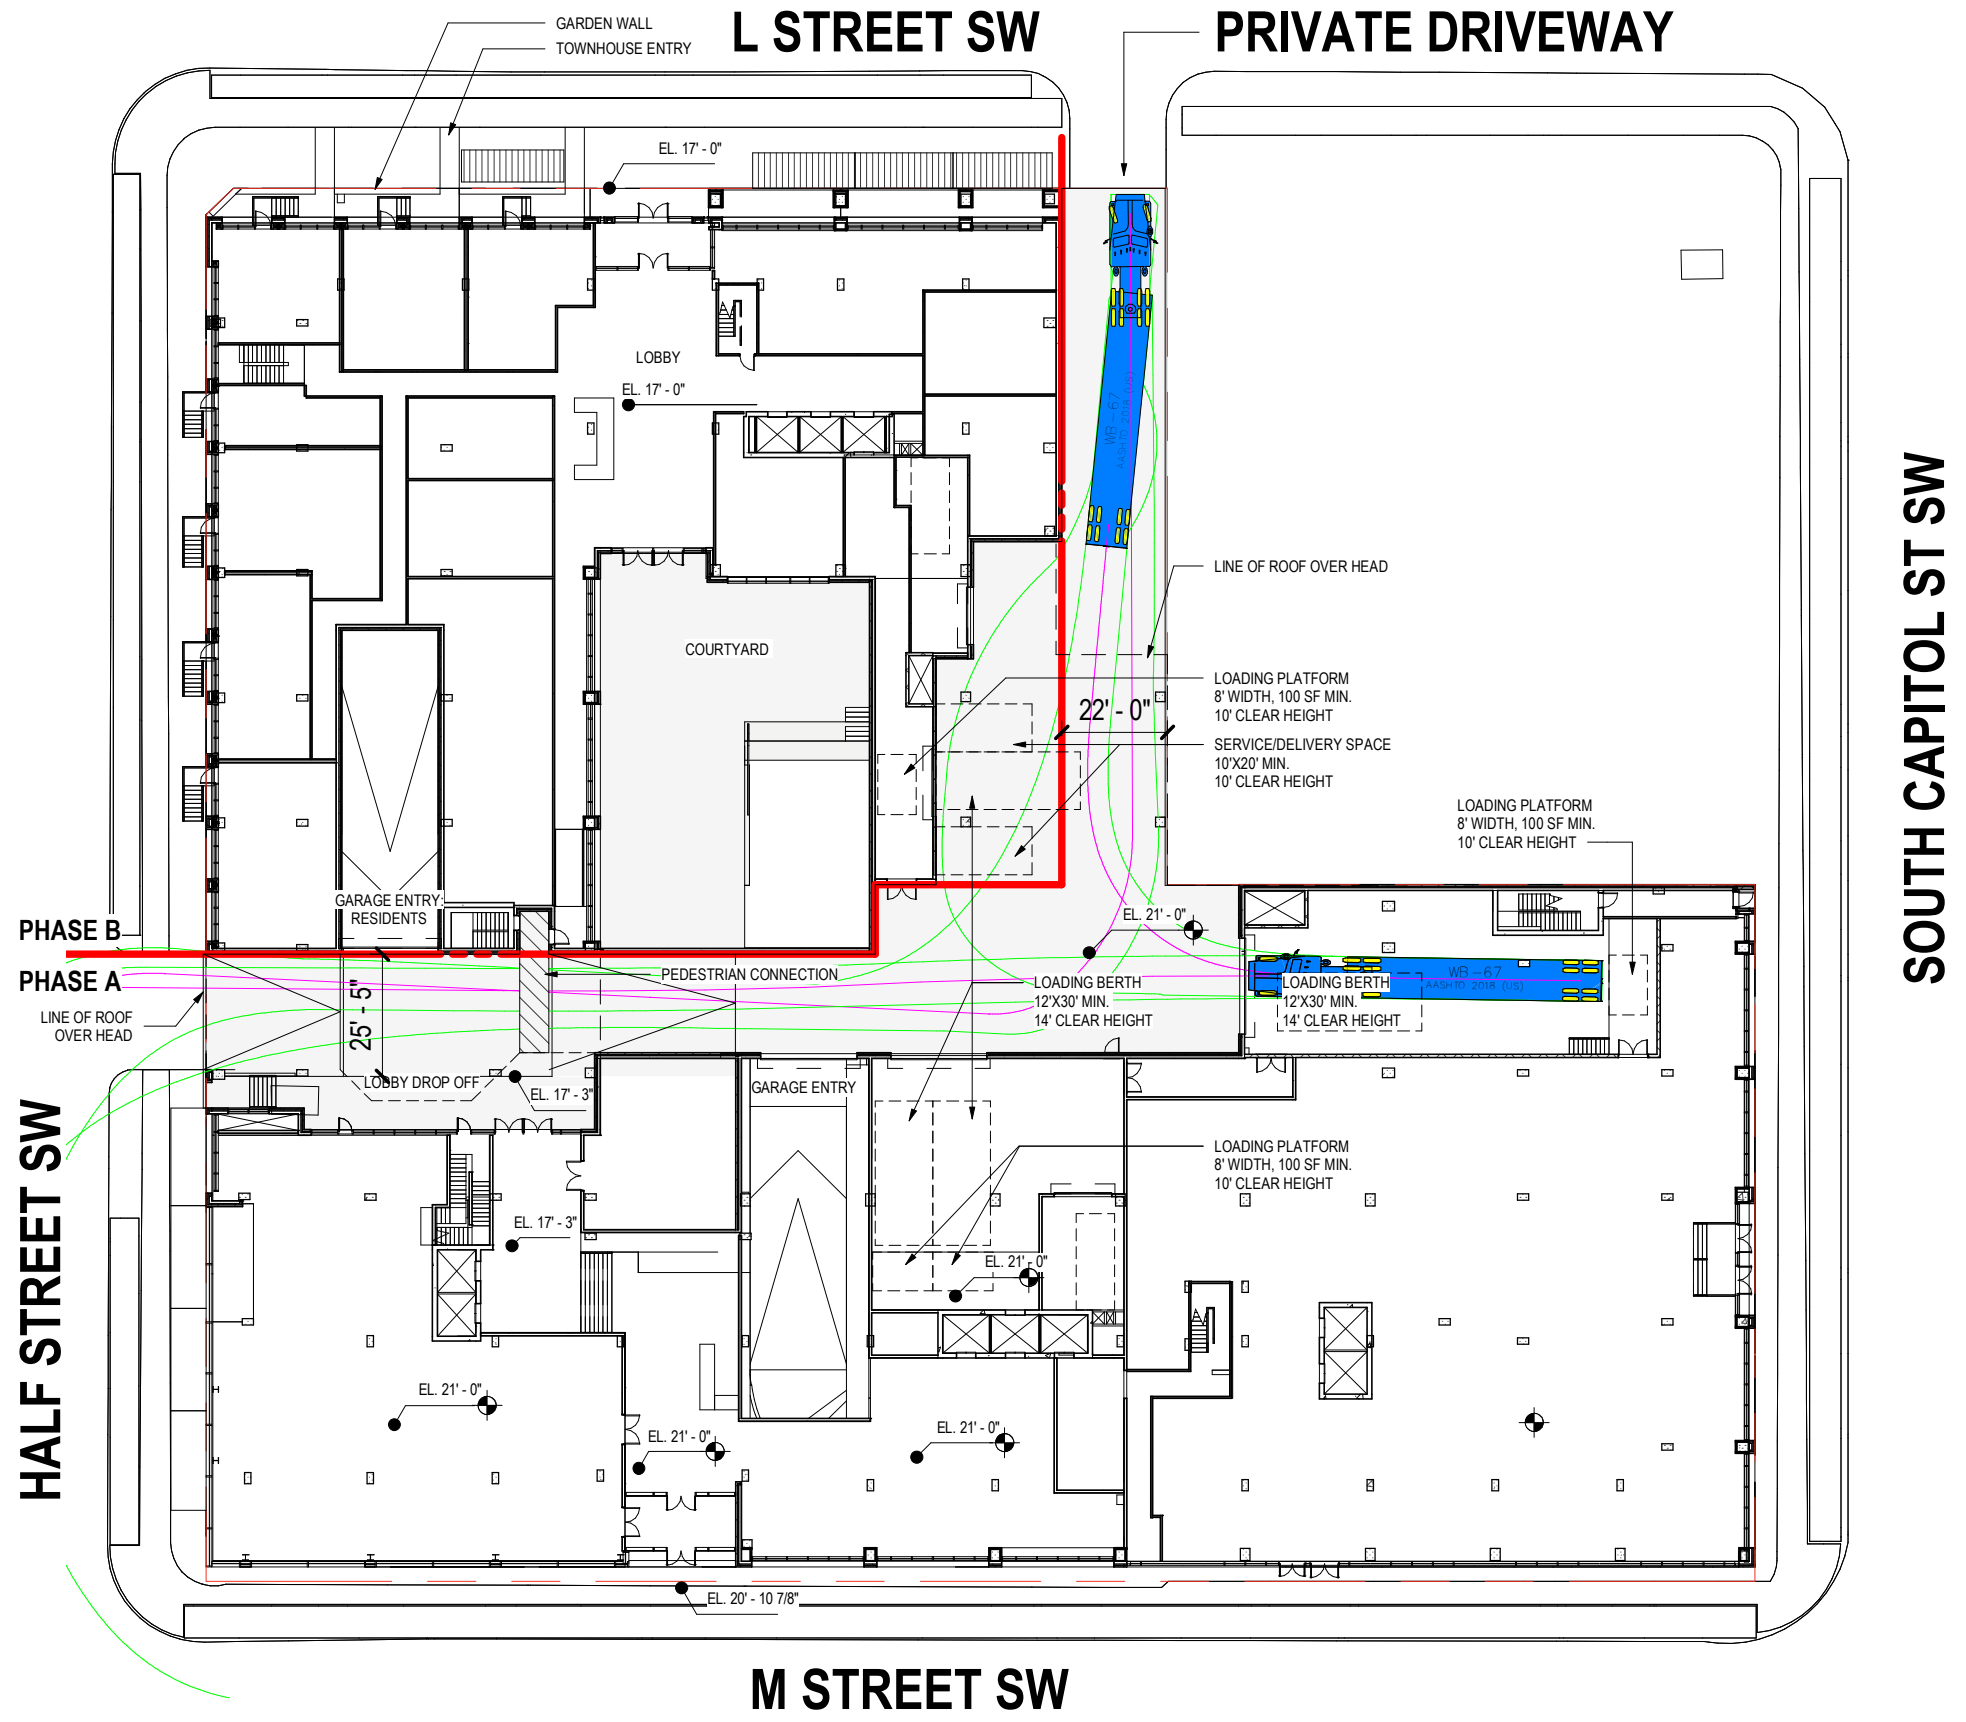 GARDEN WALL
TOWNHOUSE ENTRY
L STREET SW
PRIVATE DRIVEWAY
EL. 17' - 0"
LOBBY
EL. 17' - 0"
WB - 67
AASHTO 2018 (US)
LINE OF ROOF OVER HEAD
COURTYARD
LOADING PLATFORM
8' WIDTH, 100 SF MIN.
10' CLEAR HEIGHT
22' - 0"
SERVICE/DELIVERY SPACE
10'X20' MIN.
10' CLEAR HEIGHT
LOADING PLATFORM
8' WIDTH, 100 SF MIN.
10' CLEAR HEIGHT
SOUTH CAPITOL ST SW
GARAGE ENTRY:
RESIDENTS
PHASE B
PHASE A
EL. 21' - 0"
PEDESTRIAN CONNECTION
LOADING BERTH
12'X30' MIN.
14' CLEAR HEIGHT
WB - 67
AASHTO 2018 (US)
LOADING BERTH
12'X30' MIN.
14' CLEAR HEIGHT
LINE OF ROOF
OVER HEAD
25' - 5"
LOBBY DROP OFF
EL. 17' - 3"
GARAGE ENTRY
LOADING PLATFORM
8' WIDTH, 100 SF MIN.
10' CLEAR HEIGHT
HALF STREET SW
EL. 17' - 3"
EL. 21' - 0"
EL. 21' - 0"
EL. 21' - 0"
EL. 21' - 0"
EL. 20' - 10 7/8"
M STREET SW